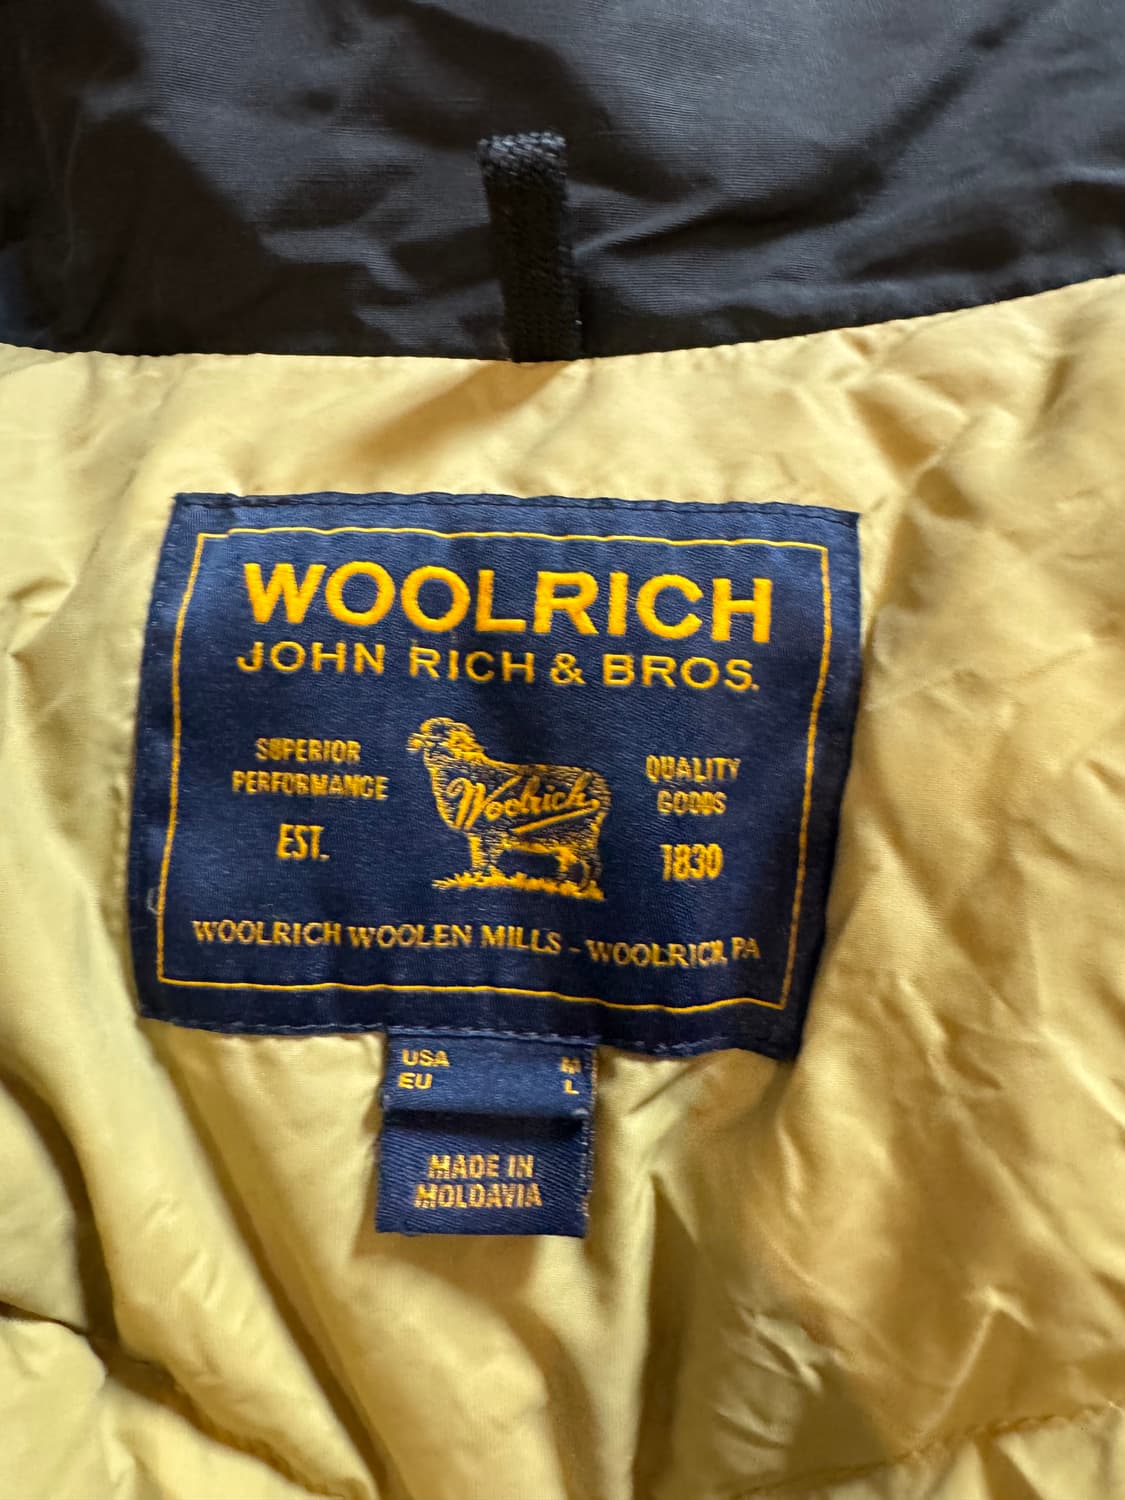 WOOLRICH
JOHN RICH & BROS.
SUPERIOR
PERFORMANCE
EST.
Woolrich
QUALITY
GOODS
1830
WOOLRICH WOOLEN MILLS - WOOLRICH, PA
USA M
EU L
MADE IN
MOLDAVIA